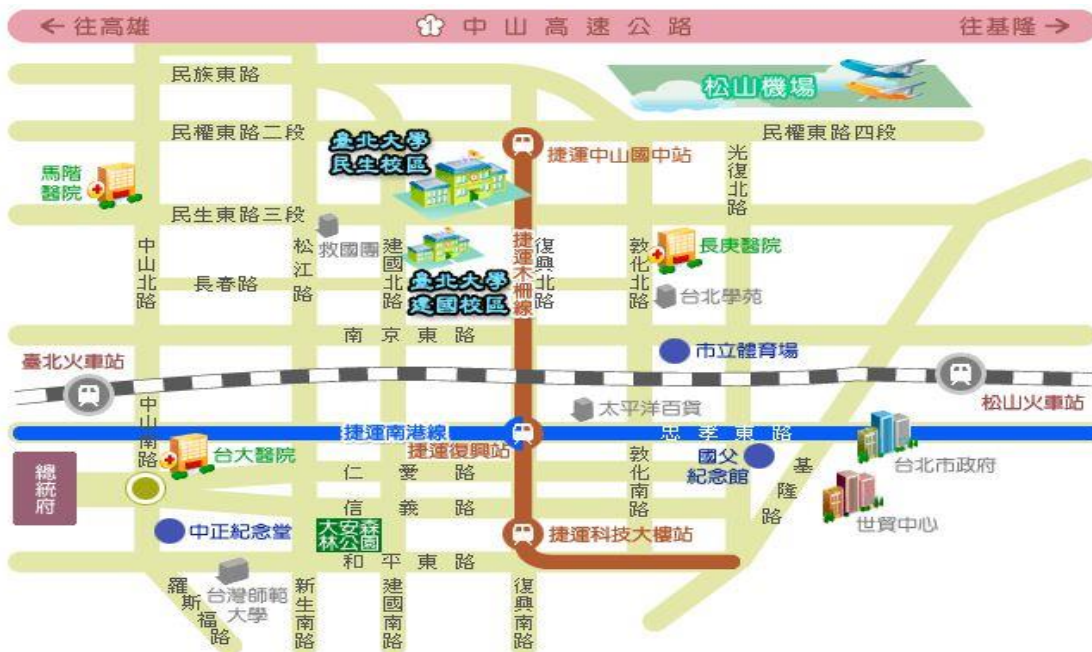 ←往高雄
1 中山高速公路
往基隆→
民族東路
松山機場
民權東路二段
民權東路四段
臺北大學
民生校區
捷運中山國中站
光復北路
馬階
醫院
民生東路三段
救國團
中山北路
松江路
建國北路
捷運木柵線
復興北路
敦化北路
長庚醫院
長春路
臺北大學
建國校區
台北學苑
南京東路
市立體育場
臺北火車站
松山火車站
太平洋百貨
中山南路
捷運南港線
捷運復興站
忠孝東路
台大醫院
國父
紀念館
台北市政府
總統府
仁愛路
敦化南路
基隆路
信義路
世貿中心
中正紀念堂
大安森
林公園
捷運科技大樓站
和平東路
台灣師範
大學
羅斯福路
新生南路
建國南路
復興南路